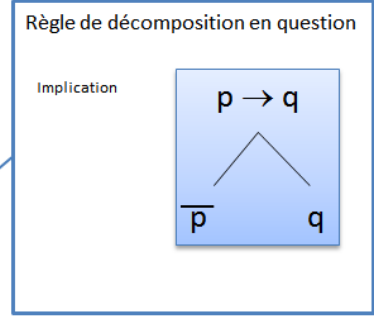 Règle de décomposition en question
Implication
p → q
p̅ q